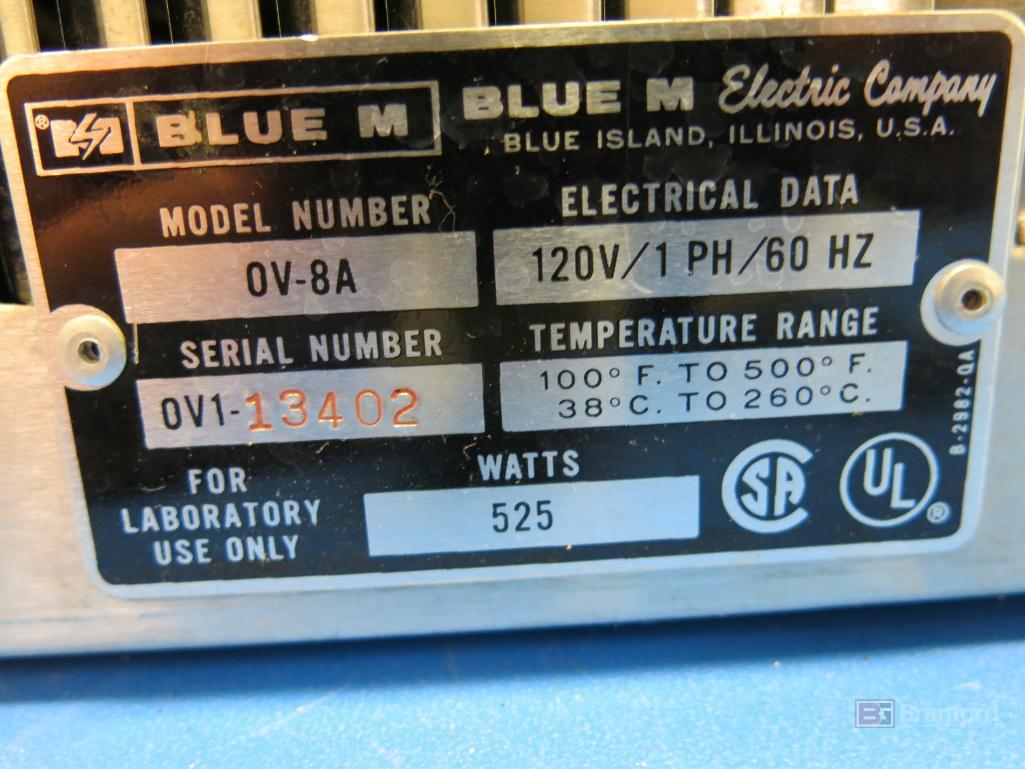 ® BLUE M BLUE M Electric Company
BLUE ISLAND, ILLINOIS, U.S.A.
MODEL NUMBER
OV-8A
ELECTRICAL DATA
120V/1 PH/60 HZ
SERIAL NUMBER
OV1-13402
TEMPERATURE RANGE
100° F. TO 500° F.
38°C. TO 260°C.
FOR
LABORATORY
USE ONLY
WATTS
525
SA
UL ®
B-2982-QA
BG